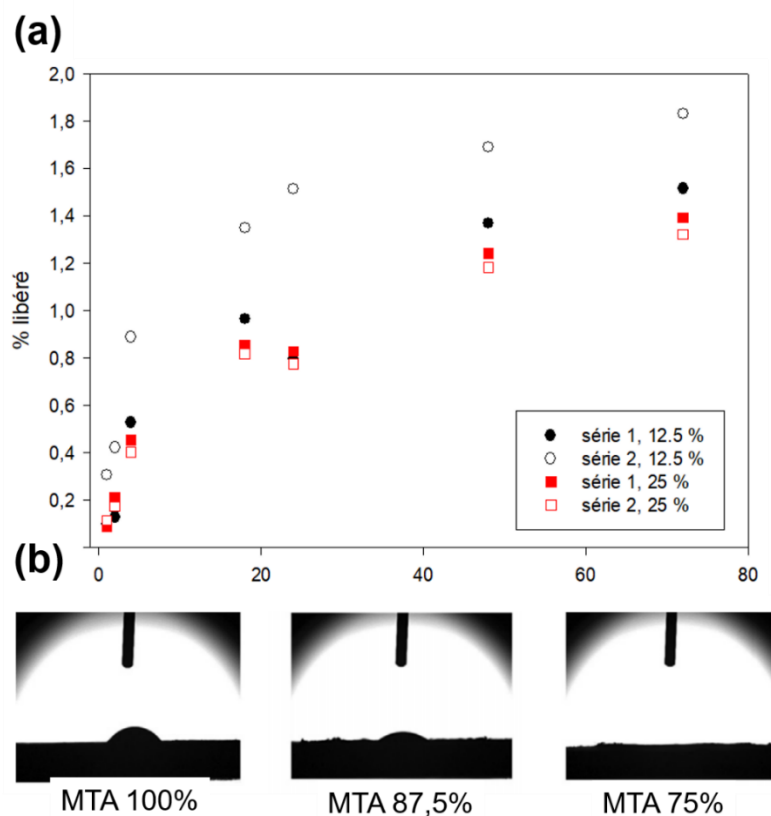 (a)
2,0
1,8
1,6
1,4
1,2
1,0
0,8
0,6
0,4
0,2
% libéré
série 1, 12.5 %
série 2, 12.5 %
série 1, 25 %
série 2, 25 %
0 20 40 60 80
(b)
MTA 100% MTA 87,5% MTA 75%